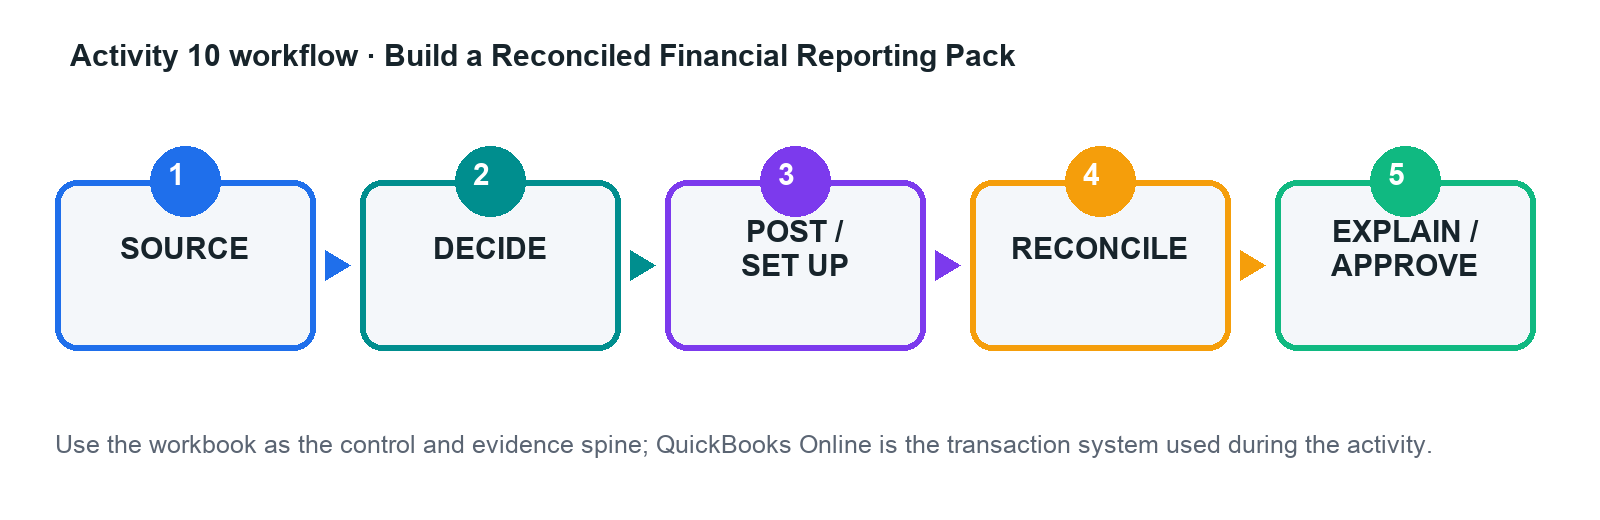 Activity 10 workflow · Build a Reconciled Financial Reporting Pack
1
SOURCE
2
DECIDE
3
POST /
SET UP
4
RECONCILE
5
EXPLAIN /
APPROVE
Use the workbook as the control and evidence spine; QuickBooks Online is the transaction system used during the activity.